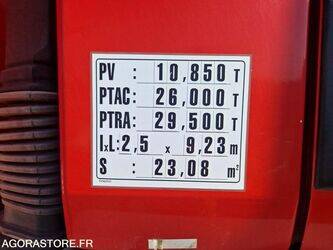 PV : 10,850 T
PTAC: 26,000 T
PTRA: 29,500 T
lxL: 2,5 x 9,23 m
S : 23,08 m²
AGORASTORE.FR